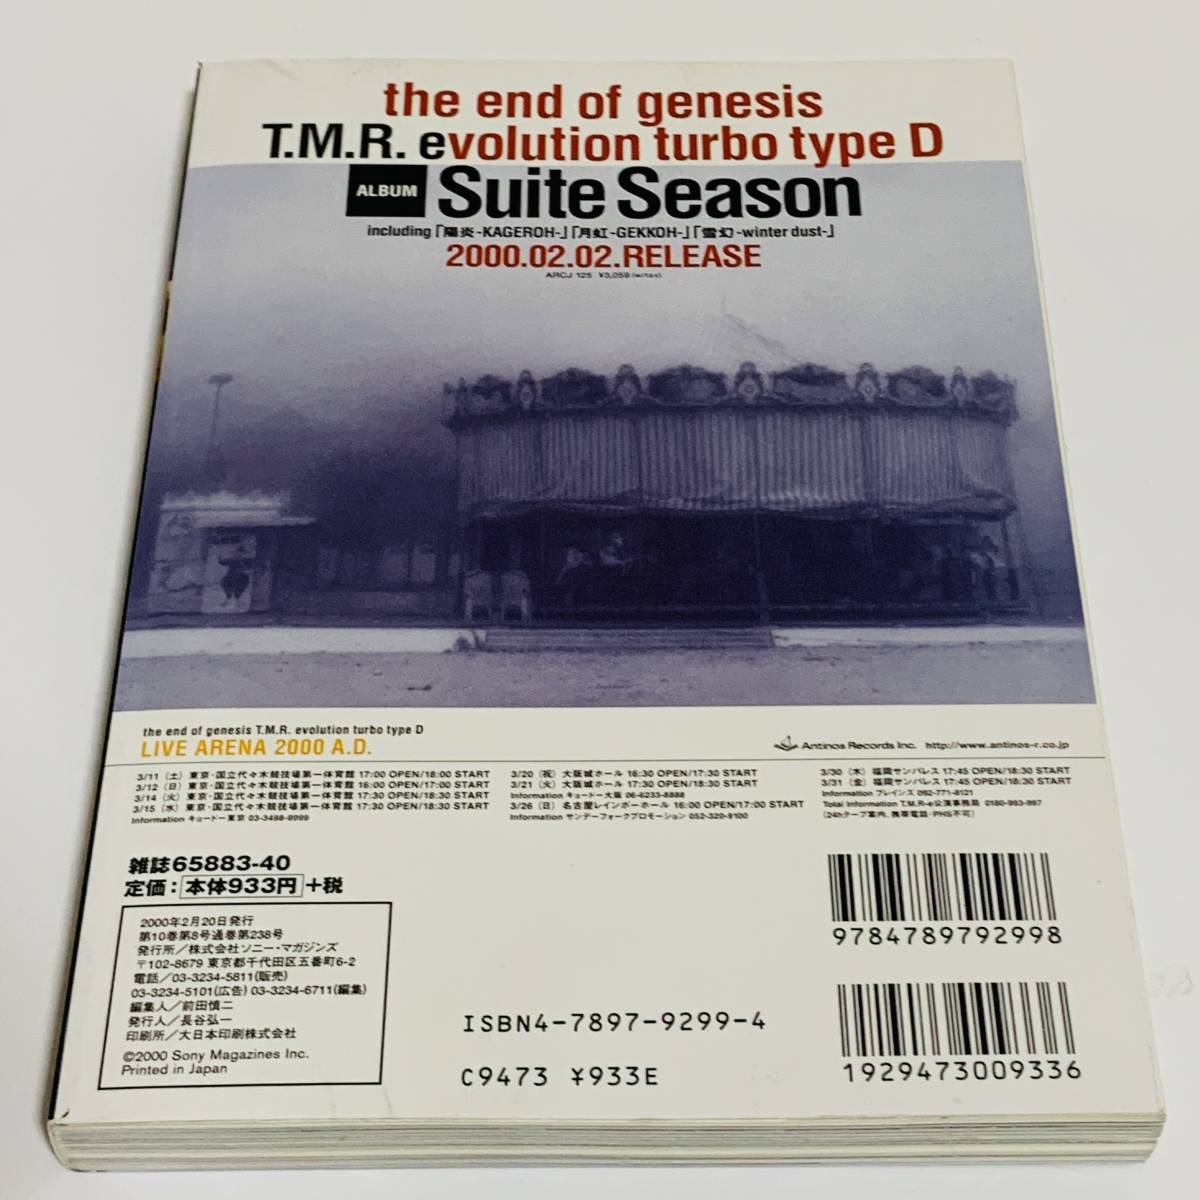 the end of genesis
T.M.R. evolution turbo type D
ALBUM Suite Season
including「陽炎-KAGEROH-」「月虹-GEKKOH-」「雪幻-winter dust-」
2000.02.02.RELEASE
ARCJ 125 ¥3,059(w/tax)
the end of genesis T.M.R. evolution turbo type D
LIVE ARENA 2000 A.D.
Antinos Records Inc. http://www.antinos-r.co.jp
3/11（土）東京・国立代々木競技場第一体育館 17:00 OPEN/18:00 START
3/12（日）東京・国立代々木競技場第一体育館 16:00 OPEN/17:00 START
3/14（火）東京・国立代々木競技場第一体育館 17:30 OPEN/18:30 START
3/15（水）東京・国立代々木競技場第一体育館 17:30 OPEN/18:30 START
Information キョードー東京 03-3498-9999
3/20（祝）大阪城ホール 16:30 OPEN/17:30 START
3/21（火）大阪城ホール 17:30 OPEN/18:30 START
Information キョードー大阪 06-6233-8888
3/26（日）名古屋レインボーホール 16:00 OPEN/17:00 START
Information サンデーフォークプロモーション 052-320-9100
3/30（木）福岡サンパレス 17:45 OPEN/18:30 START
3/31（金）福岡サンパレス 17:45 OPEN/18:30 START
Information ブレインズ 092-771-8121
Total Information T.M.R-e公演事務局 0180-993-997
（24hテープ案内、携帯電話・PHS不可）
雑誌65883-40
定価：本体933円＋税
2000年2月20日発行
第10巻第8号通巻第238号
発行所／株式会社ソニー・マガジンズ
〒102-8679 東京都千代田区五番町6-2
電話／03-3234-5811（販売）
03-3234-5101（広告）03-3234-6711（編集）
編集人／前田慎二
発行人／長谷弘一
印刷所／大日本印刷株式会社
©2000 Sony Magazines Inc.
Printed in Japan
9784789792998
ISBN4-7897-9299-4
C9473 ¥933E
1929473009336